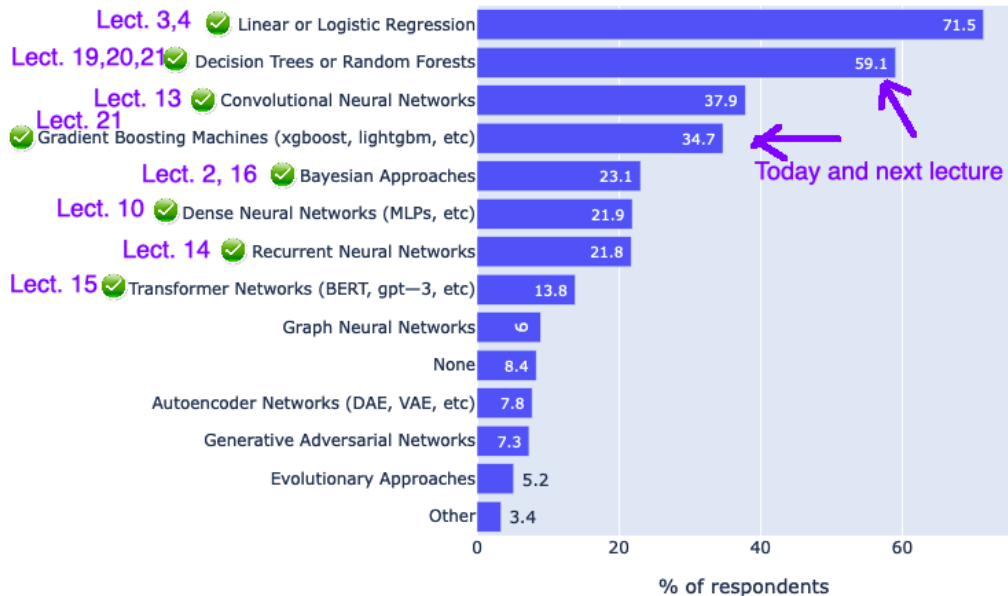 Lect. 3,4 Linear or Logistic Regression 71.5
Lect. 19,20,21 Decision Trees or Random Forests 59.1
Lect. 13 Convolutional Neural Networks 37.9
Lect. 21
Gradient Boosting Machines (xgboost, lightgbm, etc) 34.7
Today and next lecture
Lect. 2, 16 Bayesian Approaches 23.1
Lect. 10 Dense Neural Networks (MLPs, etc) 21.9
Lect. 14 Recurrent Neural Networks 21.8
Lect. 15 Transformer Networks (BERT, gpt—3, etc) 13.8
Graph Neural Networks 9
None 8.4
Autoencoder Networks (DAE, VAE, etc) 7.8
Generative Adversarial Networks 7.3
Evolutionary Approaches 5.2
Other 3.4
0 20 40 60
% of respondents